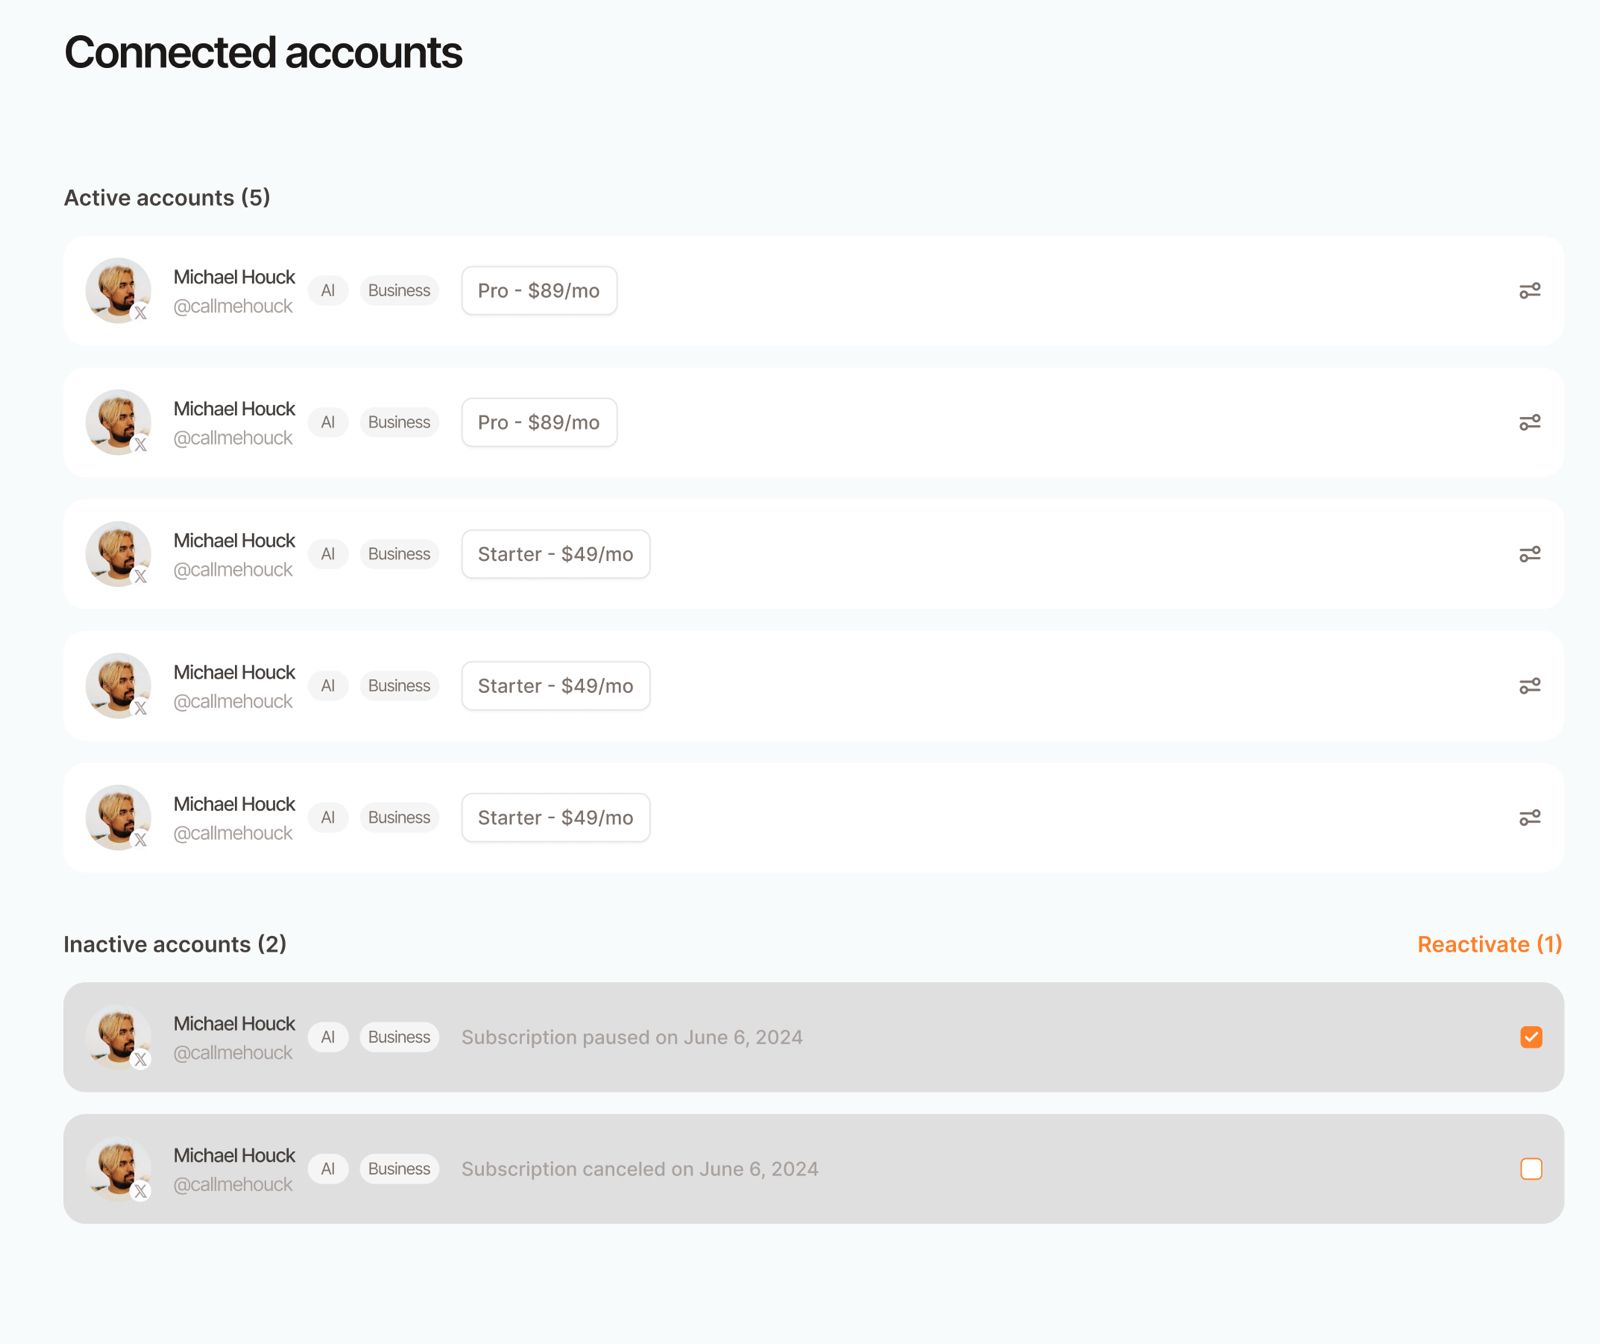 Connected accounts
Active accounts (5)
Michael Houck
@callmehouck
AI
Business
Pro - $89/mo
Michael Houck
@callmehouck
AI
Business
Pro - $89/mo
Michael Houck
@callmehouck
AI
Business
Starter - $49/mo
Michael Houck
@callmehouck
AI
Business
Starter - $49/mo
Michael Houck
@callmehouck
AI
Business
Starter - $49/mo
Inactive accounts (2)
Reactivate (1)
Michael Houck
@callmehouck
AI
Business
Subscription paused on June 6, 2024
Michael Houck
@callmehouck
AI
Business
Subscription canceled on June 6, 2024